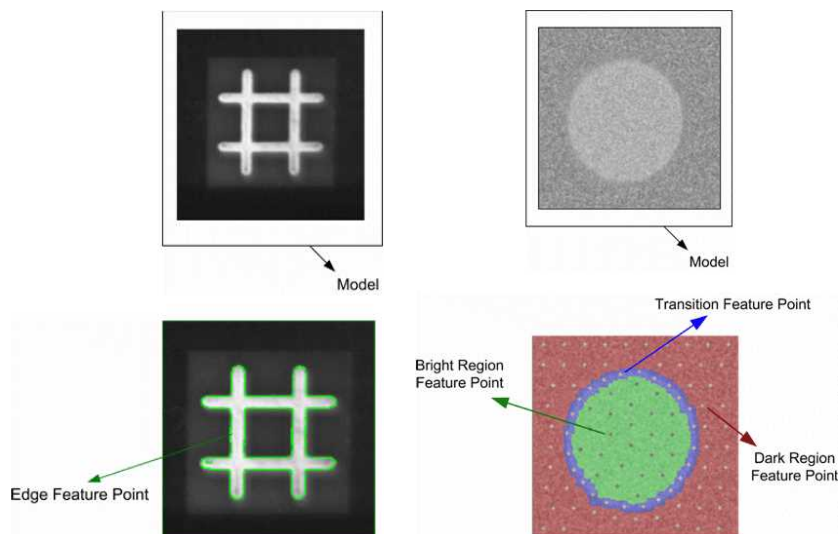 Model
Model
Transition Feature Point
Bright Region
Feature Point
Dark Region
Feature Point
Edge Feature Point